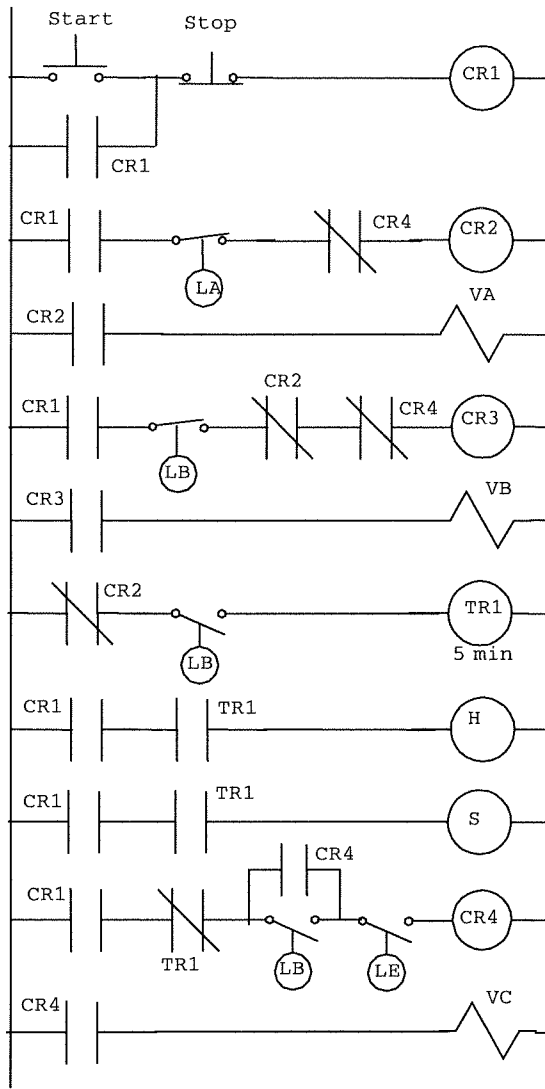 Start
Stop
CR1
CR1
CR1
LA
CR4
CR2
CR2
VA
CR1
LB
CR2
CR4
CR3
CR3
VB
CR2
LB
TR1
5 min
CR1
TR1
H
CR1
TR1
S
CR1
TR1
CR4
LB
LE
CR4
CR4
VC